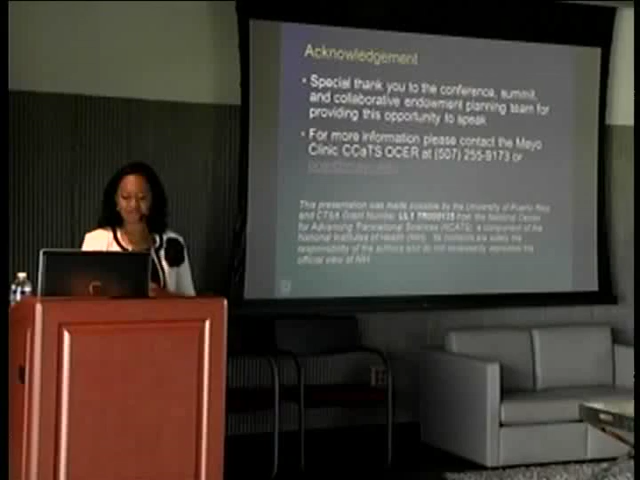 Acknowledgement
• Special thank you to the conference, summit,
and collaborative endowment planning team for
providing this opportunity to speak
• For more information please contact the Mayo
Clinic CCaTS OCER at (507) 255-9173 or
This presentation was made possible by the University of Puerto Rico
and CTSA Grant Number UL1 TR000135 from the National Center
for Advancing Translational Sciences (NCATS), a component of the
National Institutes of Health (NIH). Its contents are solely the
responsibility of the authors and do not necessarily represent the
official view of NIH